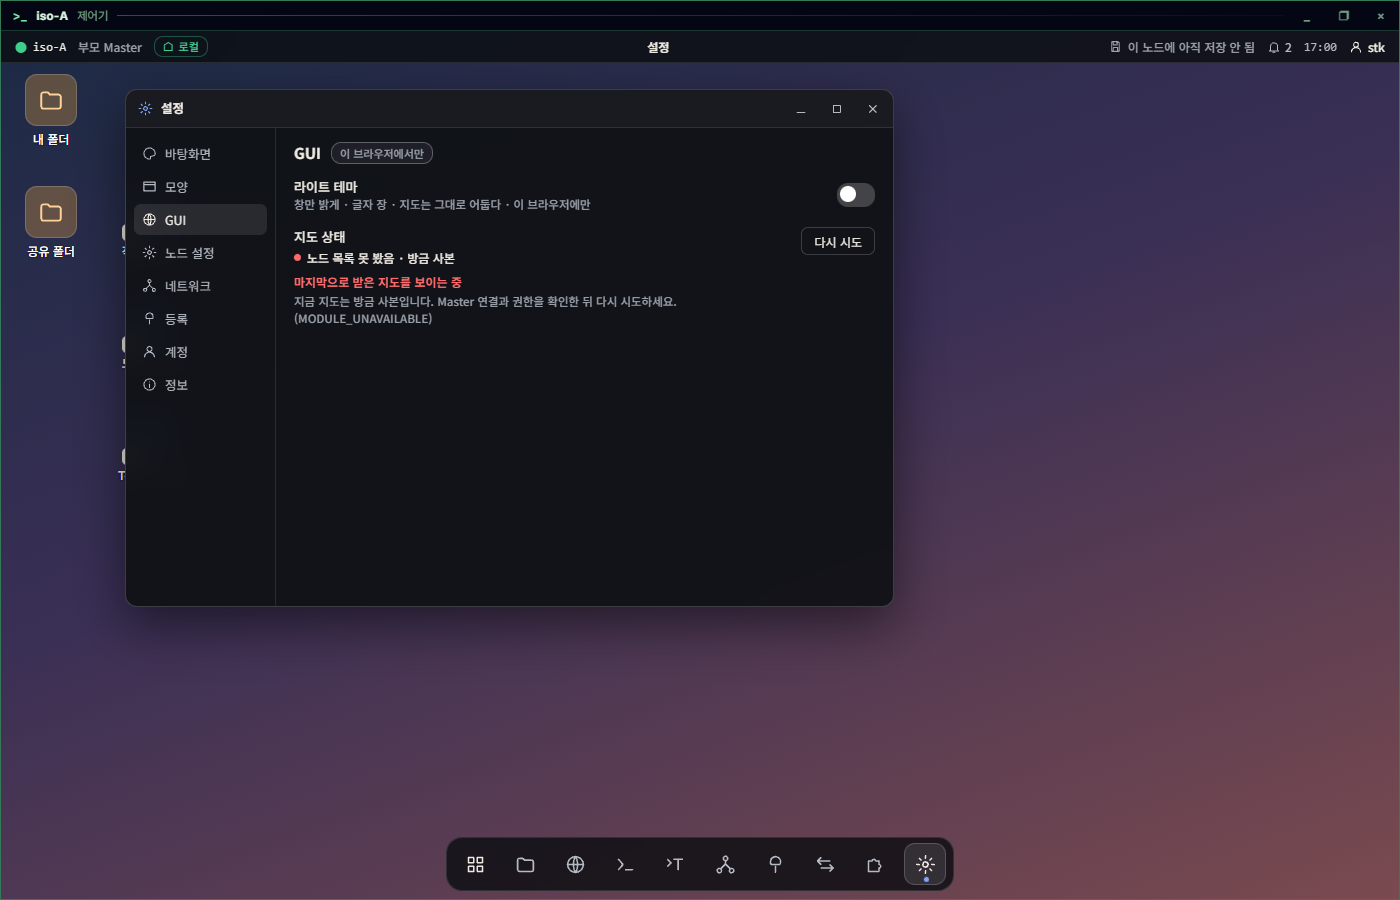 >_ iso-A 제어기
iso-A 부모 Master 로컬
설정
이 노드에 아직 저장 안 됨 2 17:00 stk
내 폴더
공유 폴더
설정
바탕화면
모양
GUI
노드 설정
네트워크
등록
계정
정보
GUI 이 브라우저에서만
라이트 테마
창만 밝게 · 글자 장 · 지도는 그대로 어둡다 · 이 브라우저에만
지도 상태
노드 목록 못 봤음 · 방금 사본
다시 시도
마지막으로 받은 지도를 보이는 중
지금 지도는 방금 사본입니다. Master 연결과 권한을 확인한 뒤 다시 시도하세요.
(MODULE_UNAVAILABLE)